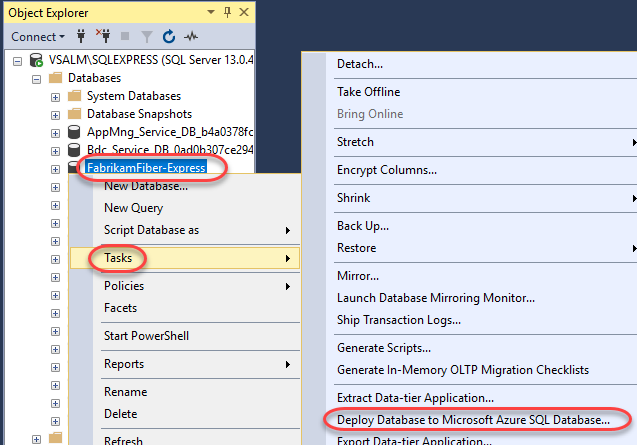 Object Explorer
Connect
VSALM\SQLEXPRESS (SQL Server 13.0.4
Databases
System Databases
Database Snapshots
AppMng_Service_DB_b4a0378fc
Bdc_Service_DB_0ad0b307ce294
FabrikamFiber-Express
New Database...
New Query
Script Database as
Tasks
Policies
Facets
Start PowerShell
Reports
Rename
Delete
Refresh
Detach...
Take Offline
Bring Online
Stretch
Encrypt Columns...
Shrink
Back Up...
Restore
Mirror...
Launch Database Mirroring Monitor...
Ship Transaction Logs...
Generate Scripts...
Generate In-Memory OLTP Migration Checklists
Extract Data-tier Application...
Deploy Database to Microsoft Azure SQL Database...
Export Data-tier Application...